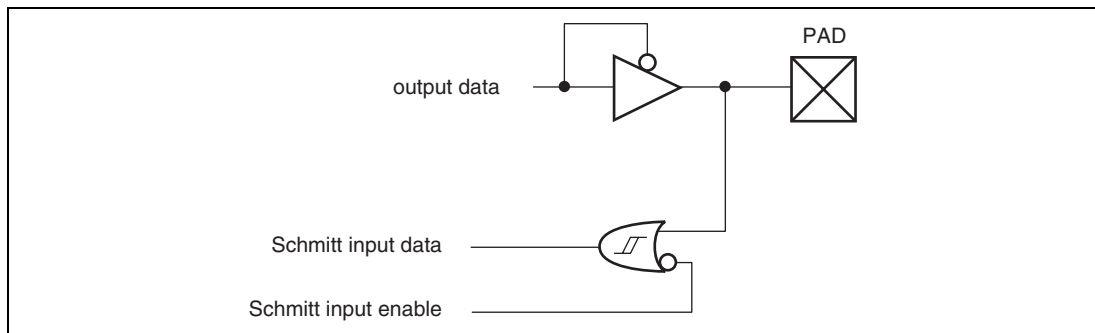 PAD
output data
Schmitt input data
Schmitt input enable